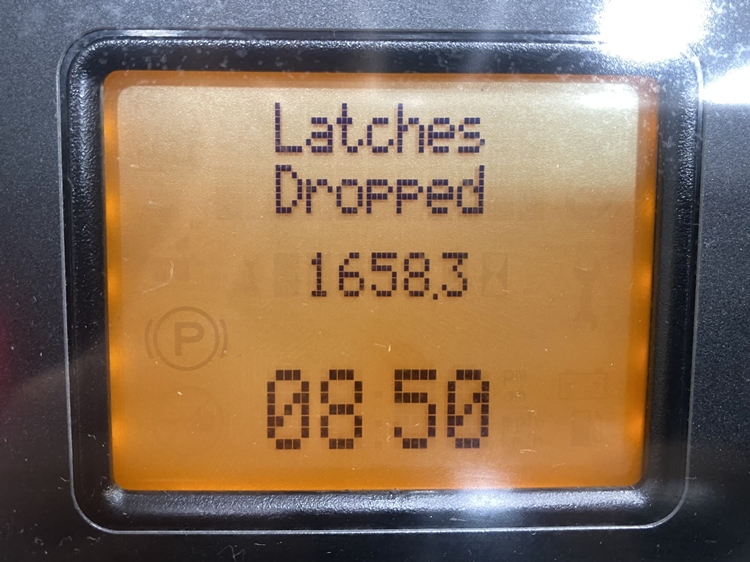 Latches
Dropped
1658.3
P
08 50